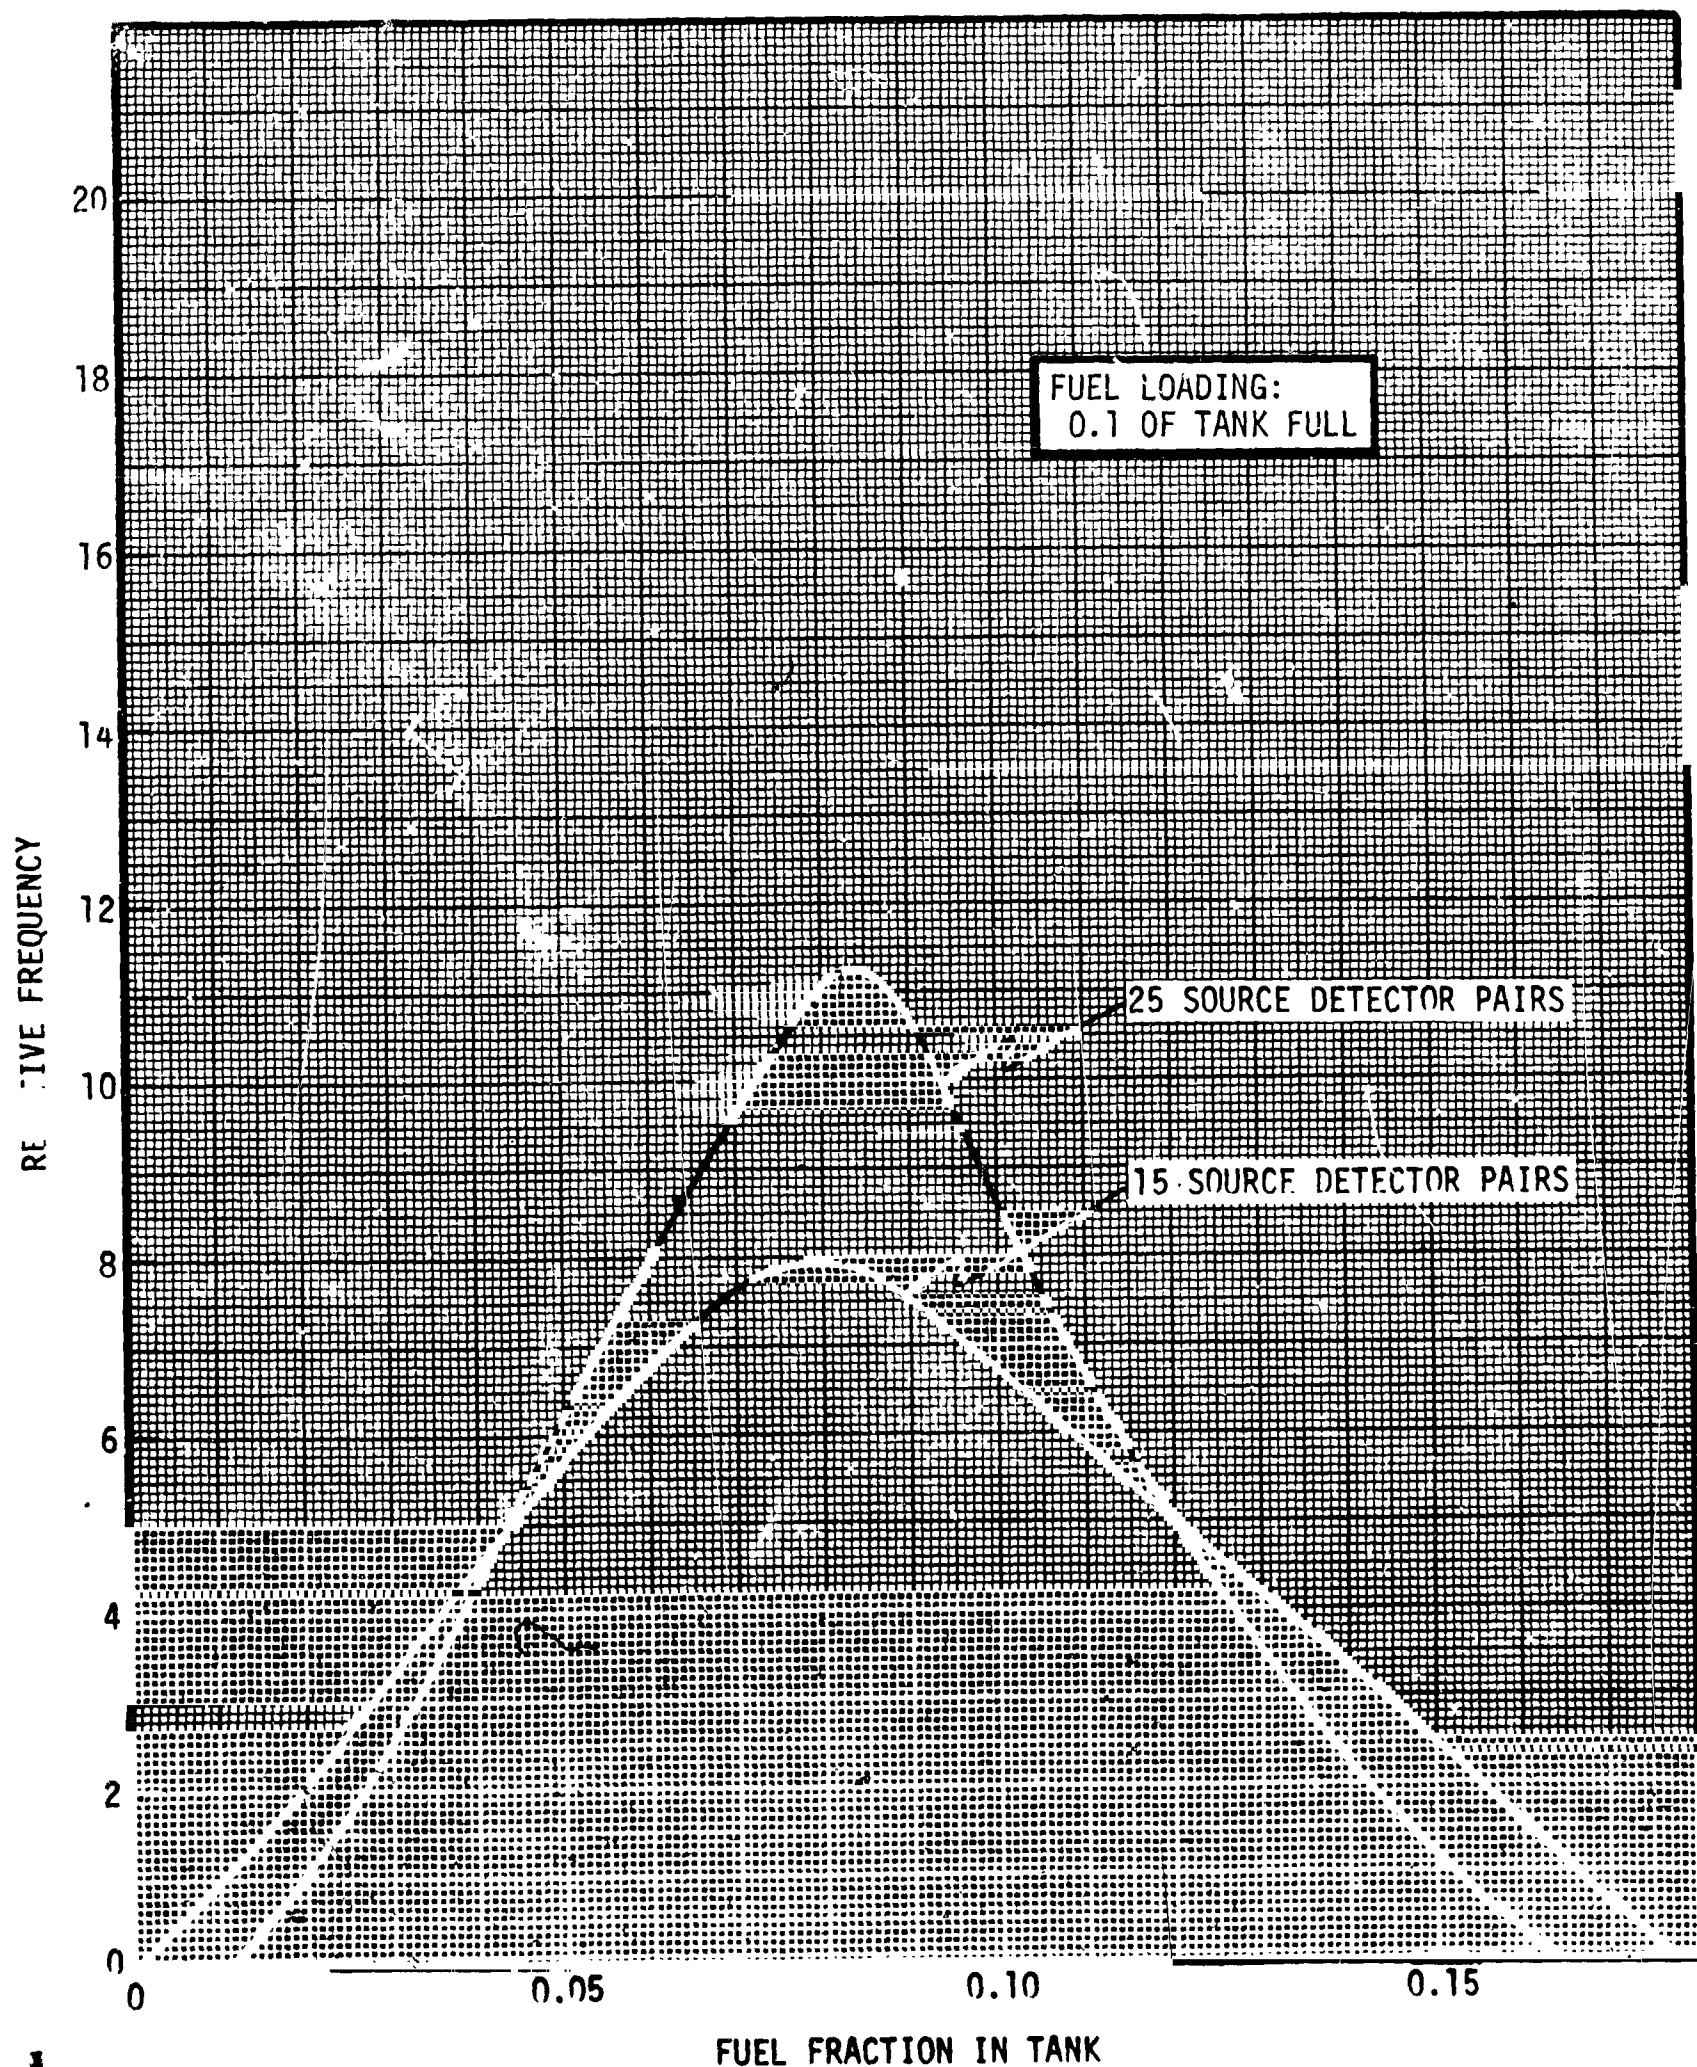 20
18
16
14
12
10
8
6
4
2
0
FREQUENCY
FUEL LOADING:
0.1 OF TANK FULL
25 SOURCE DETECTOR PAIRS
15 SOURCE DETECTOR PAIRS
0 0.05 0.10 0.15
FUEL FRACTION IN TANK